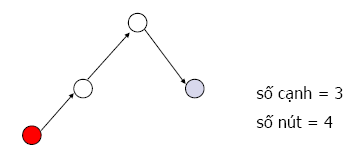 số cạnh = 3
số nút = 4